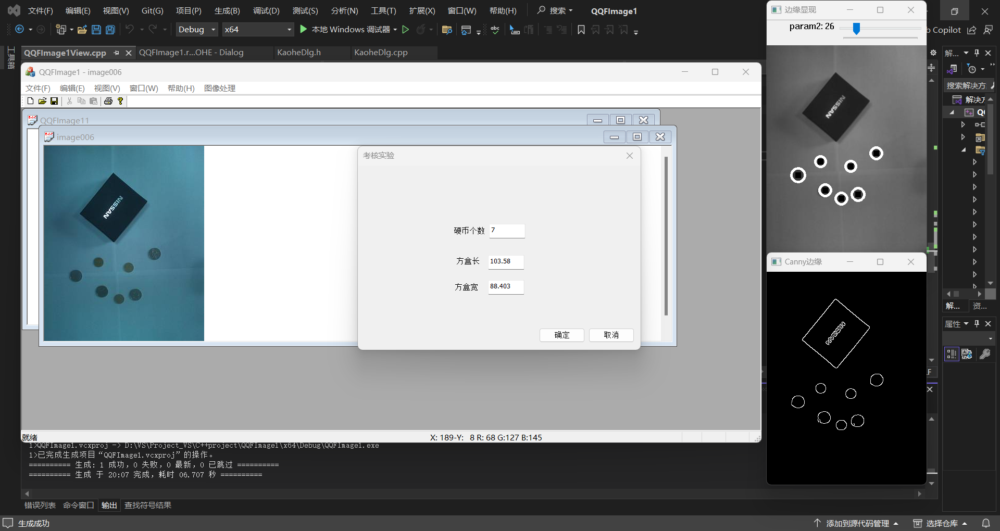 文件(F) 编辑(E) 视图(V) Git(G) 项目(P) 生成(B) 调试(D) 测试(S) 分析(N) 工具(T) 扩展(X) 窗口(W) 帮助(H) 搜索 QQFImage1
Debug x64 本地 Windows 调试器 Copilot
工具箱
QQFImage1View.cpp QQFImage1.r...OHE - Dialog KaoheDlg.h KaoheDlg.cpp
QQFImage1 - image006
文件(F) 编辑(E) 视图(V) 窗口(W) 帮助(H) 图像处理
QQFImage11
image006
NISSAN
考核实验
硬币个数 7
方盒长 103.58
方盒宽 88.403
确定 取消
就绪 X: 189-Y: 8 R: 68 G:127 B:145
1>QQFImage1.vcxproj -> D:\VS\Project_VS\C++project\QQFImage1\x64\Debug\QQFImage1.exe
1>已完成生成项目“QQFImage1.vcxproj”的操作。
========== 生成: 1 成功，0 失败，0 最新，0 已跳过 ==========
========== 生成 于 20:07 完成，耗时 06.707 秒 ==========
错误列表 命令窗口 输出 查找符号结果
生成成功
添加到源代码管理 选择仓库
边缘显现
param2: 26
NISSAN
Canny边缘
NISSAN
解...
搜索解决方
解决方
QQ
解... 资...
属性